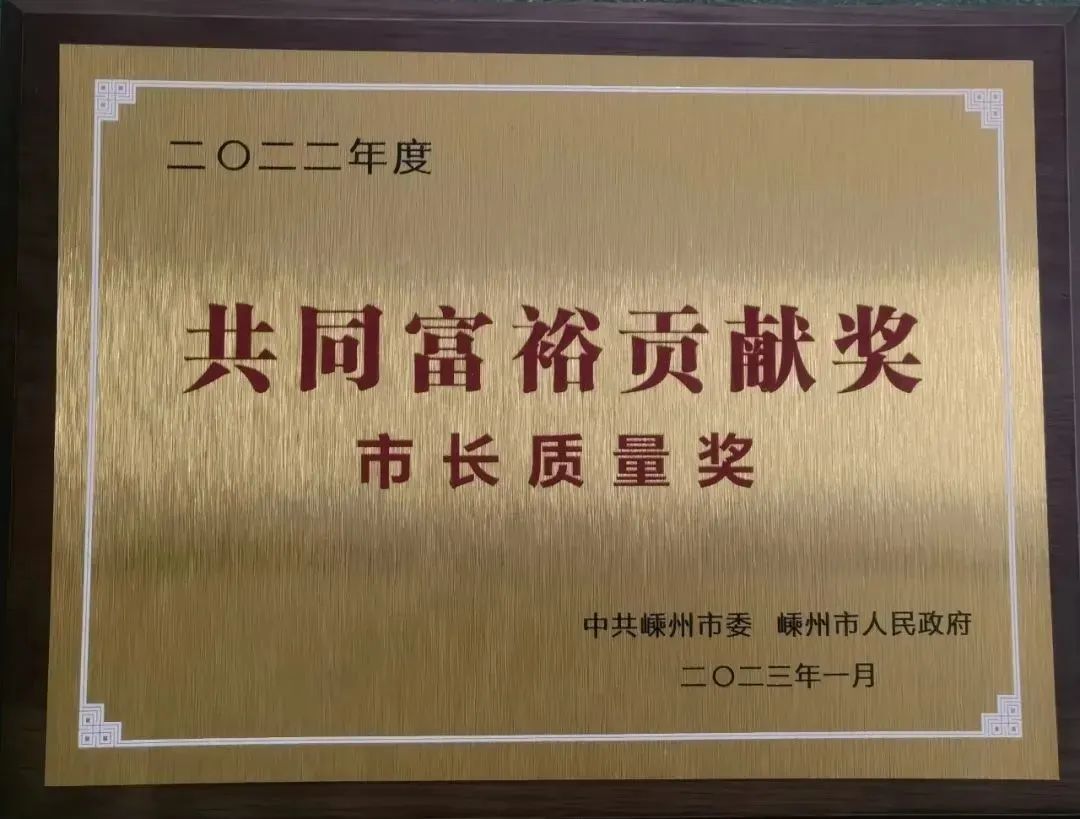 二〇二二年度
共同富裕贡献奖
市长质量奖
中共嵊州市委 嵊州市人民政府
二〇二三年一月